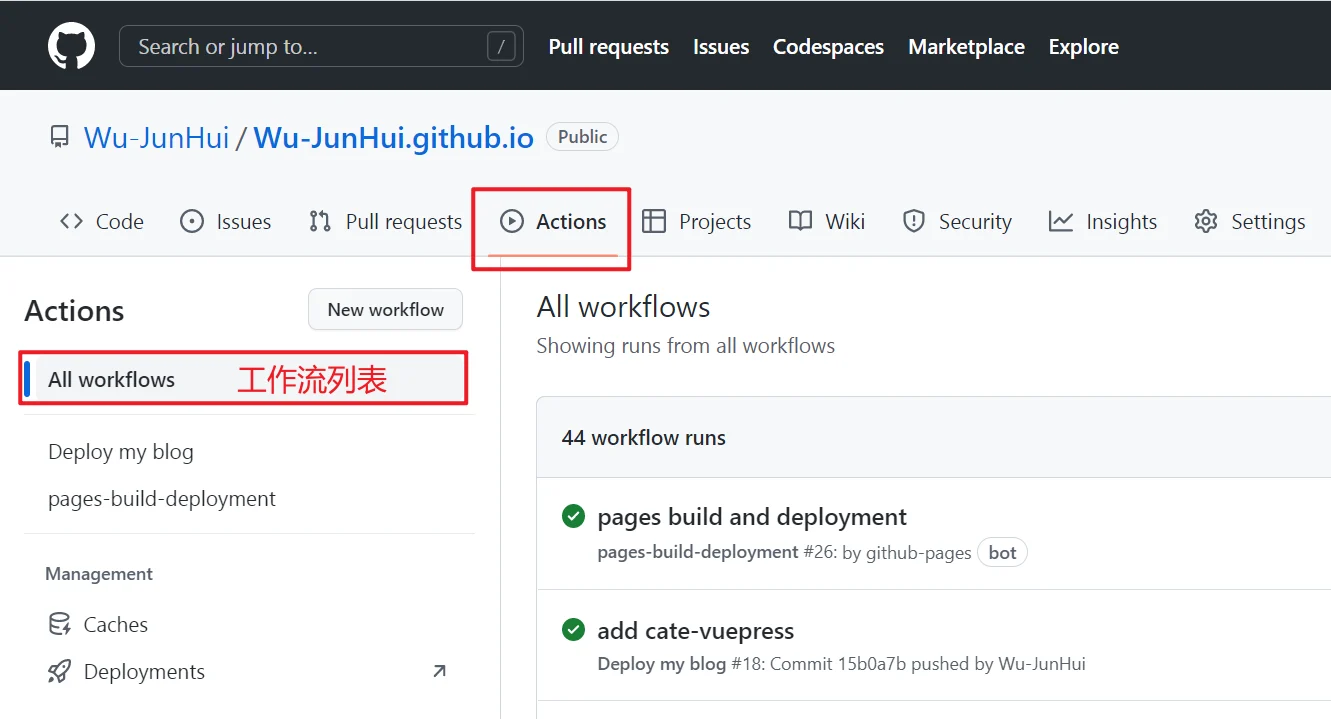 Search or jump to... /
Pull requests Issues Codespaces Marketplace Explore
Wu-JunHui / Wu-JunHui.github.io Public
Code Issues Pull requests Actions Projects Wiki Security Insights Settings
Actions New workflow
All workflows 工作流列表
Deploy my blog
pages-build-deployment
Management
Caches
Deployments
All workflows
Showing runs from all workflows
44 workflow runs
pages build and deployment
pages-build-deployment #26: by github-pages bot
add cate-vuepress
Deploy my blog #18: Commit 15b0a7b pushed by Wu-JunHui